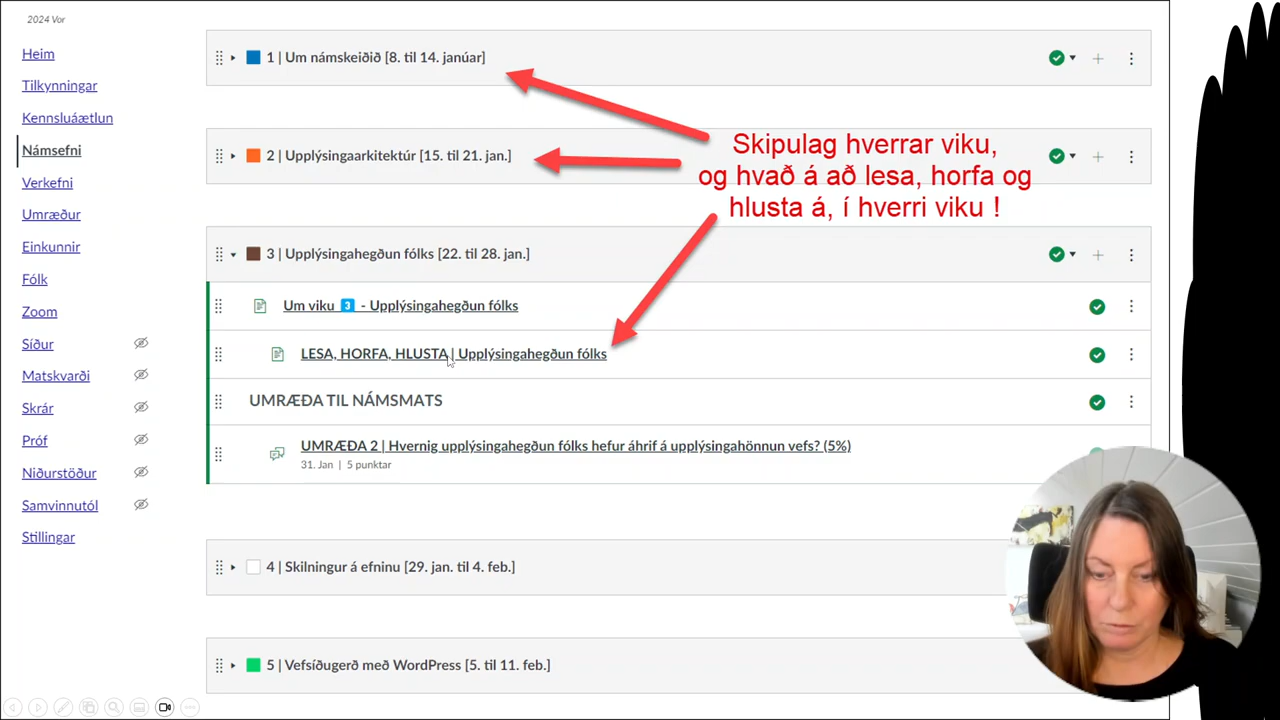 2024 Vor
Heim
Tilkynningar
Kennsluáætlun
Námsefni
Verkefni
Umræður
Einkunnir
Fólk
Zoom
Síður
Matskvarði
Skrár
Próf
Niðurstöður
Samvinnutól
Stillingar
1 | Um námskeiðið [8. til 14. janúar]
2 | Upplýsingaarkitektúr [15. til 21. jan.]
Skipulag hverrar viku,
og hvað á að lesa, horfa og
hlusta á, í hverri viku !
3 | Upplýsingahegðun fólks [22. til 28. jan.]
Um viku 3 - Upplýsingahegðun fólks
LESA, HORFA, HLUSTA | Upplýsingahegðun fólks
UMRÆÐA TIL NÁMSMATS
UMRÆÐA 2 | Hvernig upplýsingahegðun fólks hefur áhrif á upplýsingahönnun vefs? (5%)
31. Jan | 5 punktar
4 | Skilningur á efninu [29. jan. til 4. feb.]
5 | Vefsíðugerð með WordPress [5. til 11. feb.]